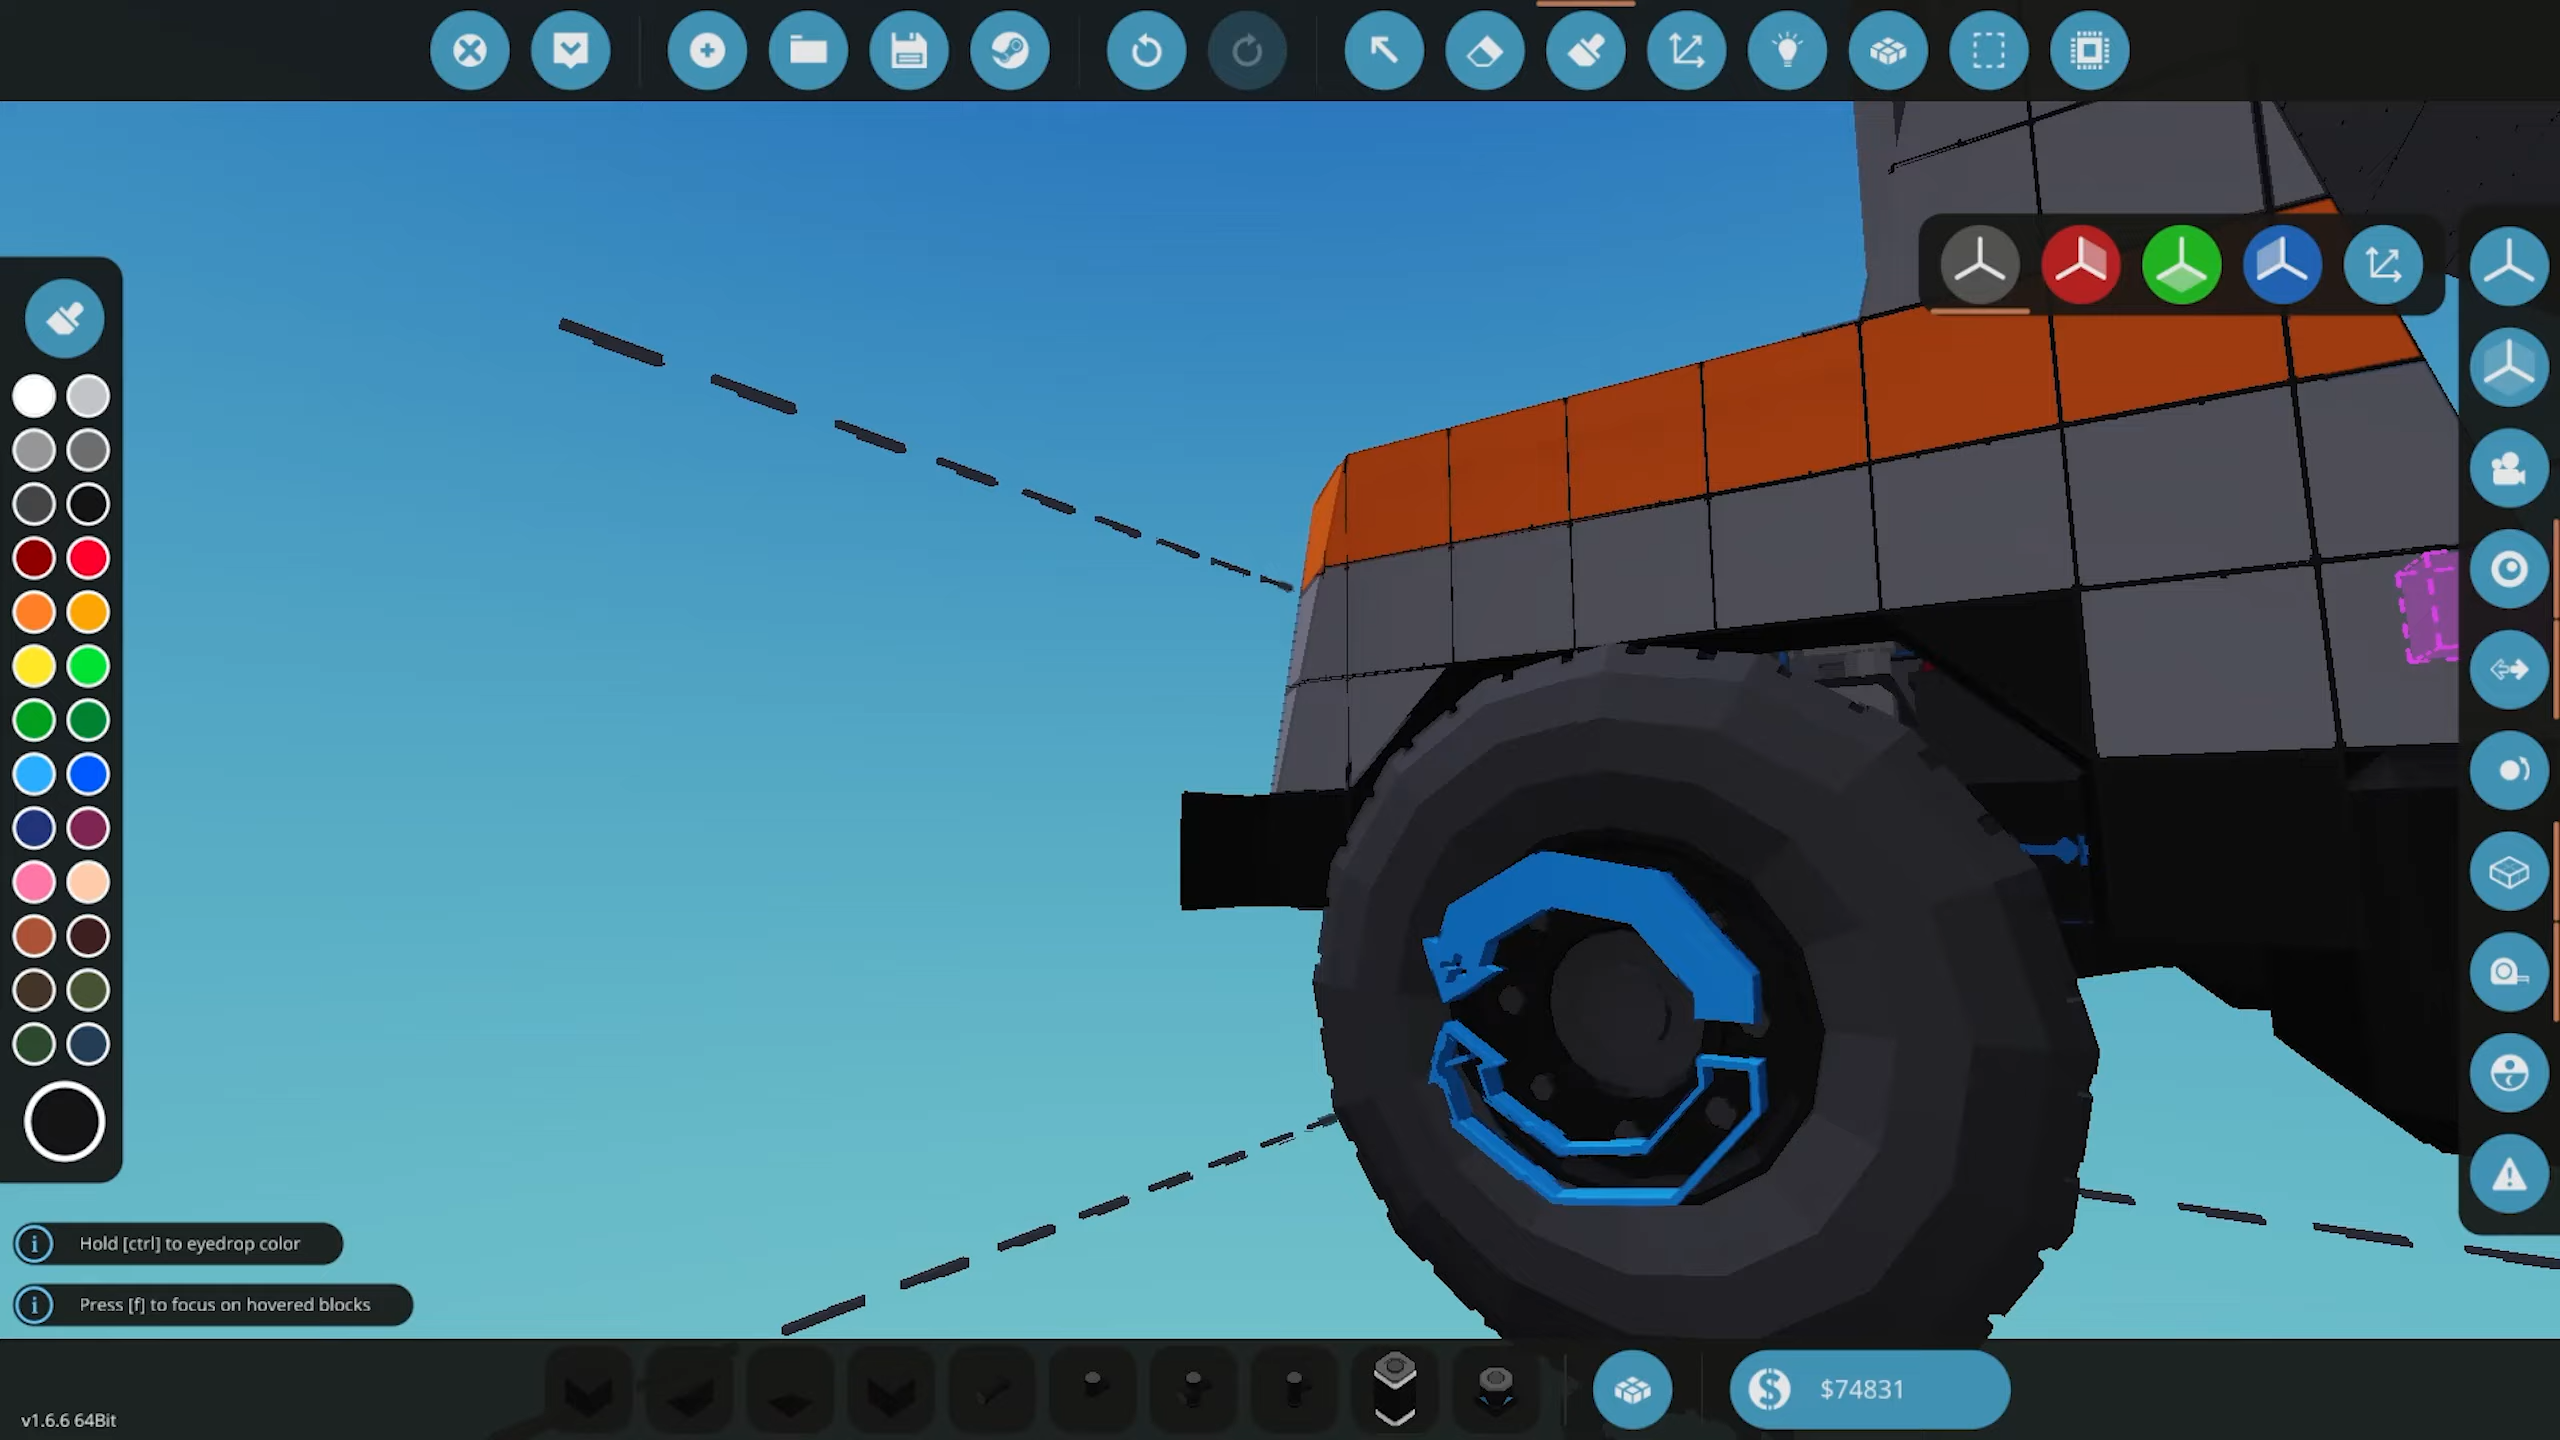 Hold [ctrl] to eyedrop color
Press [f] to focus on hovered blocks
$74831
v1.6.6 64Bit